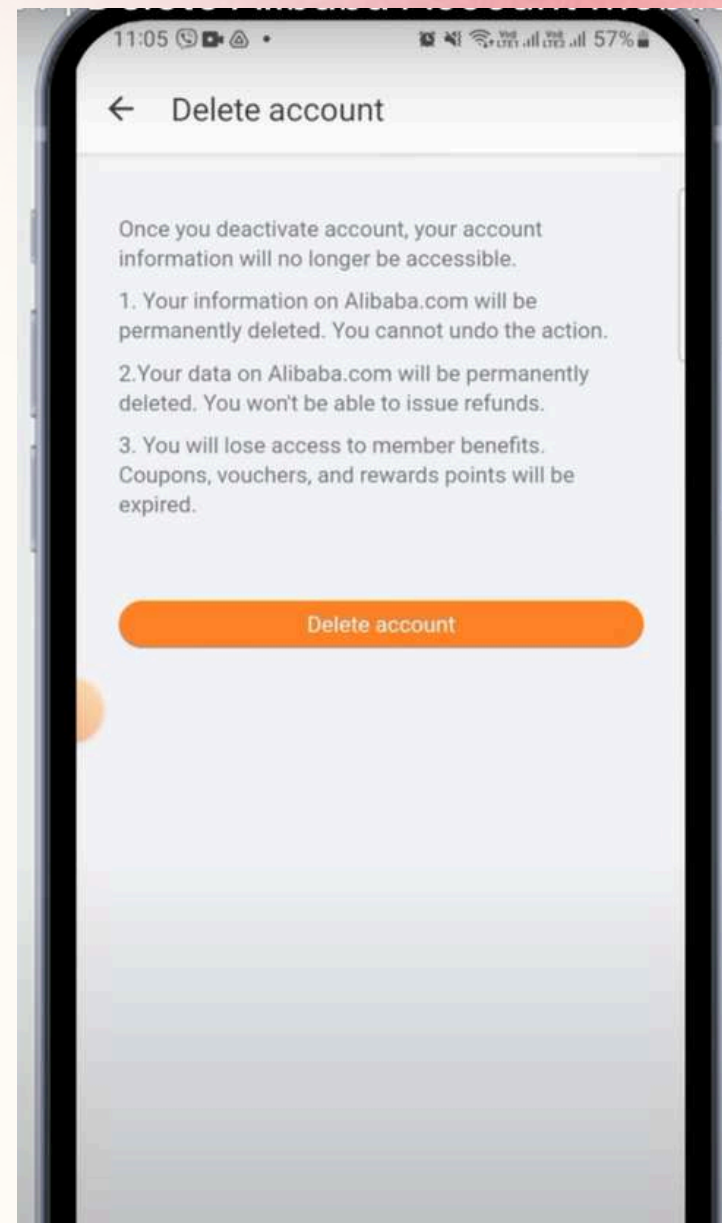 11:05
57%
Delete account
Once you deactivate account, your account
information will no longer be accessible.
1. Your information on Alibaba.com will be
permanently deleted. You cannot undo the action.
2.Your data on Alibaba.com will be permanently
deleted. You won't be able to issue refunds.
3. You will lose access to member benefits.
Coupons, vouchers, and rewards points will be
expired.
Delete account